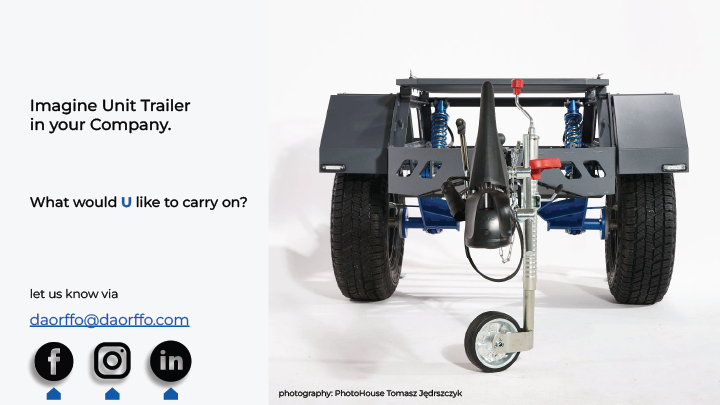 Imagine Unit Trailer
in your Company.
What would U like to carry on?
let us know via
daorffo@daorffo.com
photography: PhotoHouse Tomasz Jędrszczyk